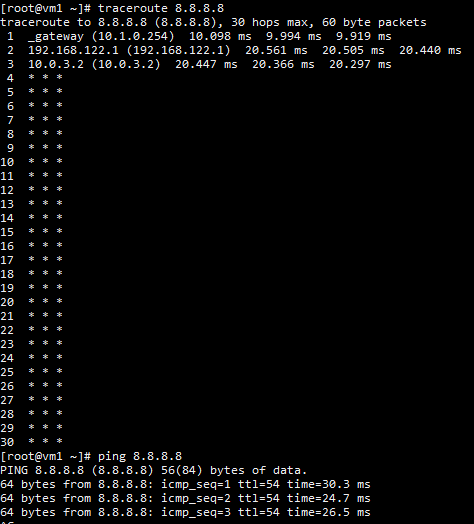 [root@vm1 ~]# traceroute 8.8.8.8
traceroute to 8.8.8.8 (8.8.8.8), 30 hops max, 60 byte packets
1 _gateway (10.1.0.254) 10.098 ms 9.994 ms 9.919 ms
2 192.168.122.1 (192.168.122.1) 20.561 ms 20.505 ms 20.440 ms
3 10.0.3.2 (10.0.3.2) 20.447 ms 20.366 ms 20.297 ms
4 * * *
5 * * *
6 * * *
7 * * *
8 * * *
9 * * *
10 * * *
11 * * *
12 * * *
13 * * *
14 * * *
15 * * *
16 * * *
17 * * *
18 * * *
19 * * *
20 * * *
21 * * *
22 * * *
23 * * *
24 * * *
25 * * *
26 * * *
27 * * *
28 * * *
29 * * *
30 * * *
[root@vm1 ~]# ping 8.8.8.8
PING 8.8.8.8 (8.8.8.8) 56(84) bytes of data.
64 bytes from 8.8.8.8: icmp_seq=1 ttl=54 time=30.3 ms
64 bytes from 8.8.8.8: icmp_seq=2 ttl=54 time=24.7 ms
64 bytes from 8.8.8.8: icmp_seq=3 ttl=54 time=26.5 ms